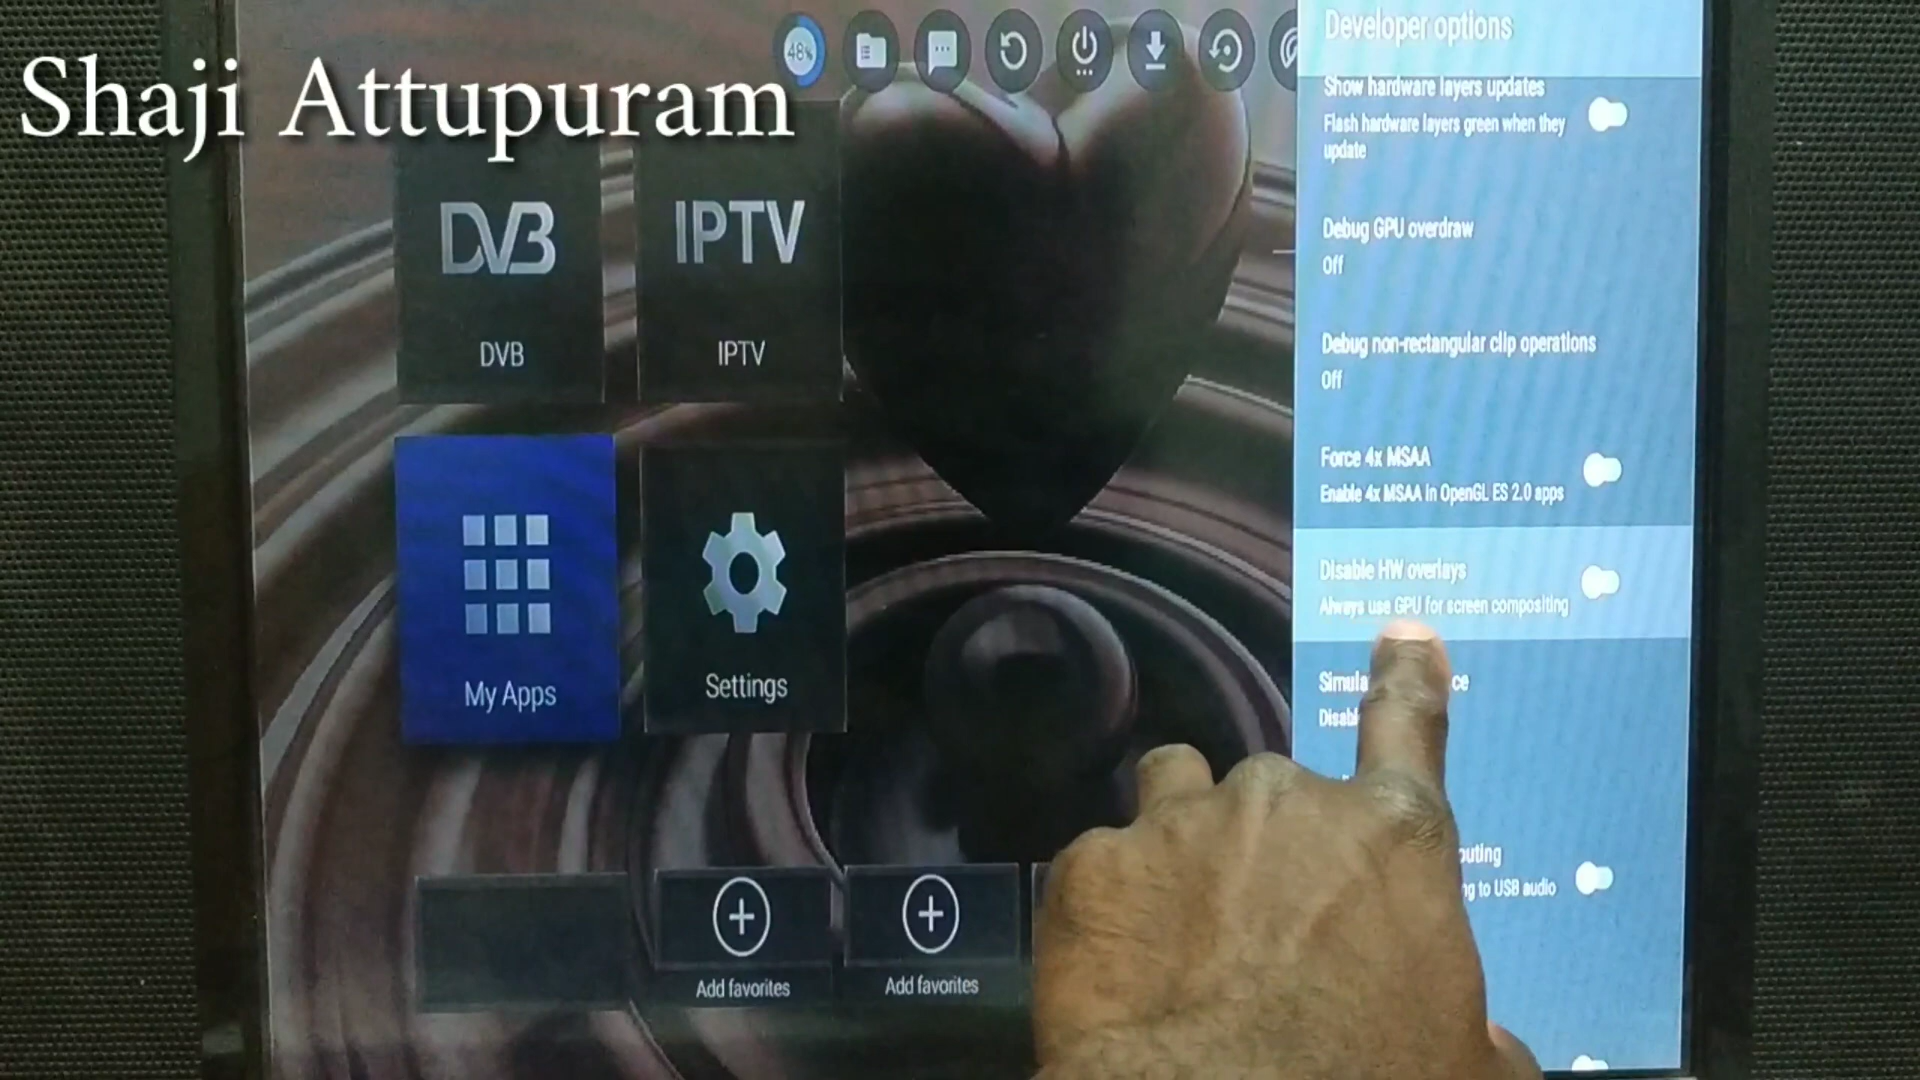 Shaji Attupuram
48%
Developer options
Show hardware layers updates
Flash hardware layers green when they
update
DVB
DVB
IPTV
IPTV
Debug GPU overdraw
Off
Debug non-rectangular clip operations
Off
Force 4x MSAA
Enable 4x MSAA in OpenGL ES 2.0 apps
Disable HW overlays
Always use GPU for screen compositing
My Apps
Settings
to USB audio
Add favorites
Add favorites